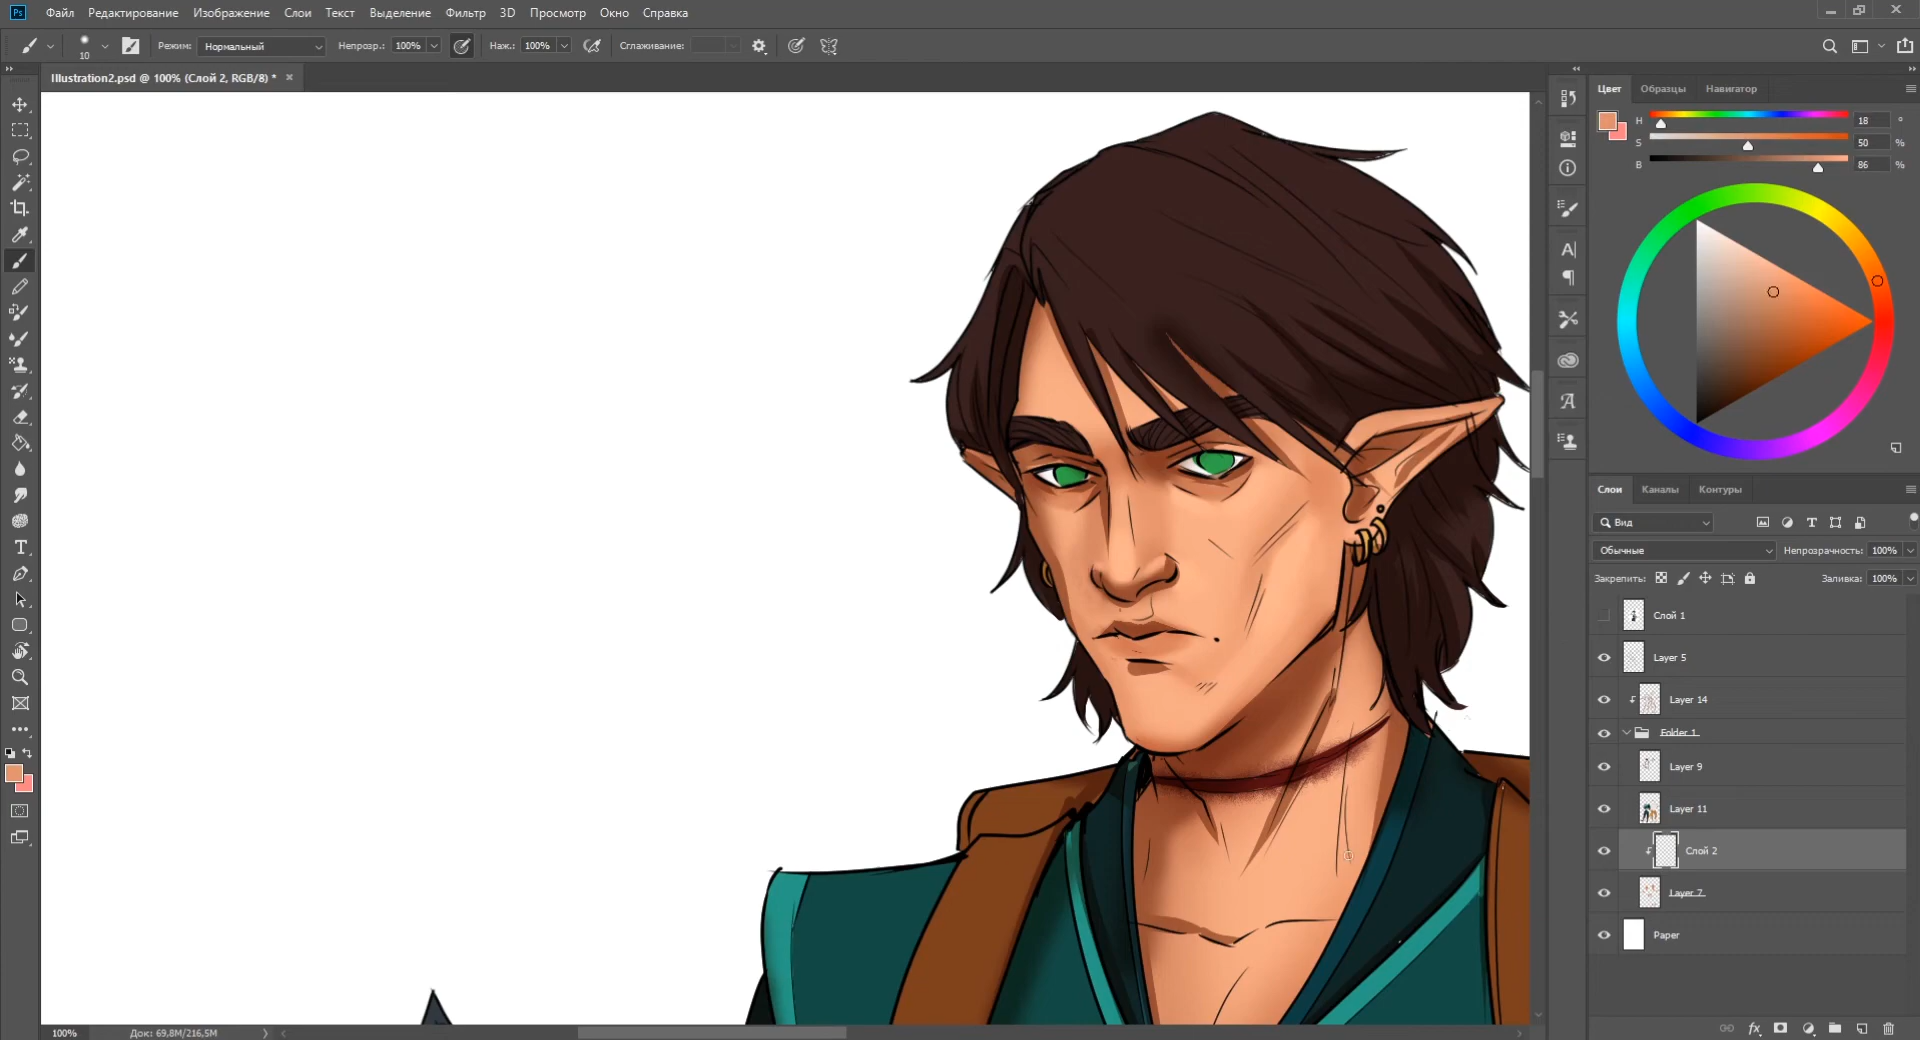 Ps Файл Редактирование Изображение Слои Текст Выделение Фильтр 3D Просмотр Окно Справка
10 Режим: Нормальный Непрозр.: 100% Наж.: 100% Сглаживание:
Illustration2.psd @ 100% (Слой 2, RGB/8) * ×
Цвет Образцы Навигатор
H 18 °
S 50 %
B 86 %
Слои Каналы Контуры
Вид
Обычные Непрозрачность: 100%
Закрепить: Заливка: 100%
Слой 1
Layer 5
Layer 14
Folder 1
Layer 9
Layer 11
Слой 2
Layer 7
Paper
100% Док: 69,8M/216,5M